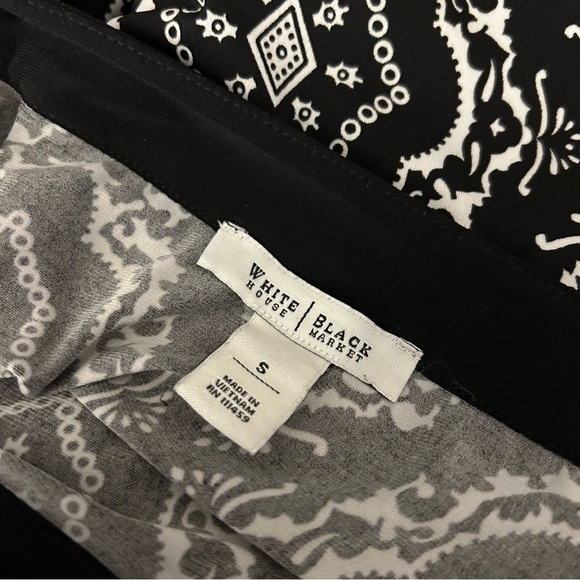 WHITE HOUSE | BLACK MARKET
S
MADE IN
VIETNAM
RN 111459